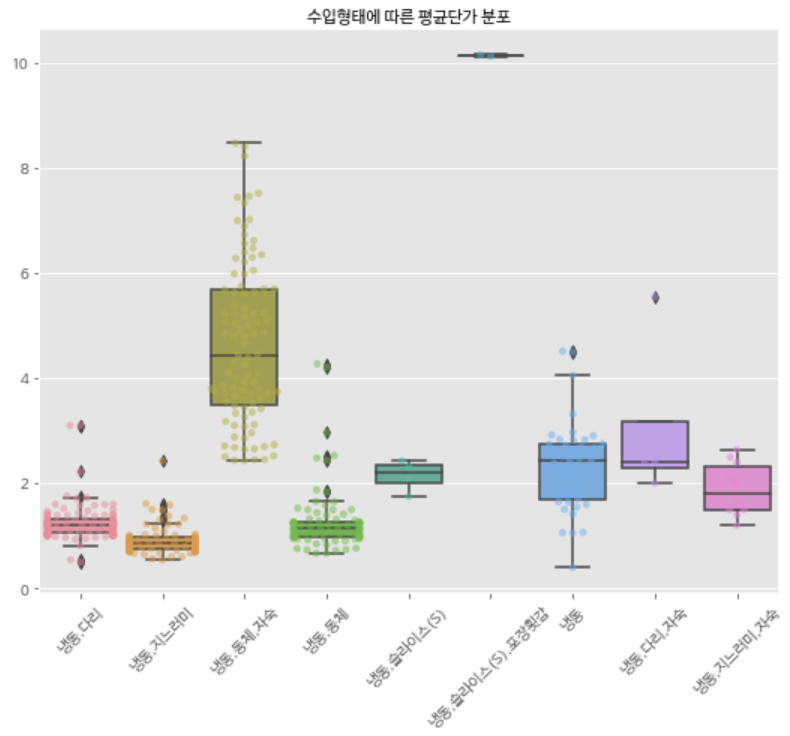 수입형태에 따른 평균단가 분포
10
8
6
4
2
0
냉동,다리
냉동,지느러미
냉동,동체,자숙
냉동,동체
냉동,슬라이스(S)
냉동,슬라이스(S),포장횟감
냉동
냉동,다리,자숙
냉동,지느러미,자숙